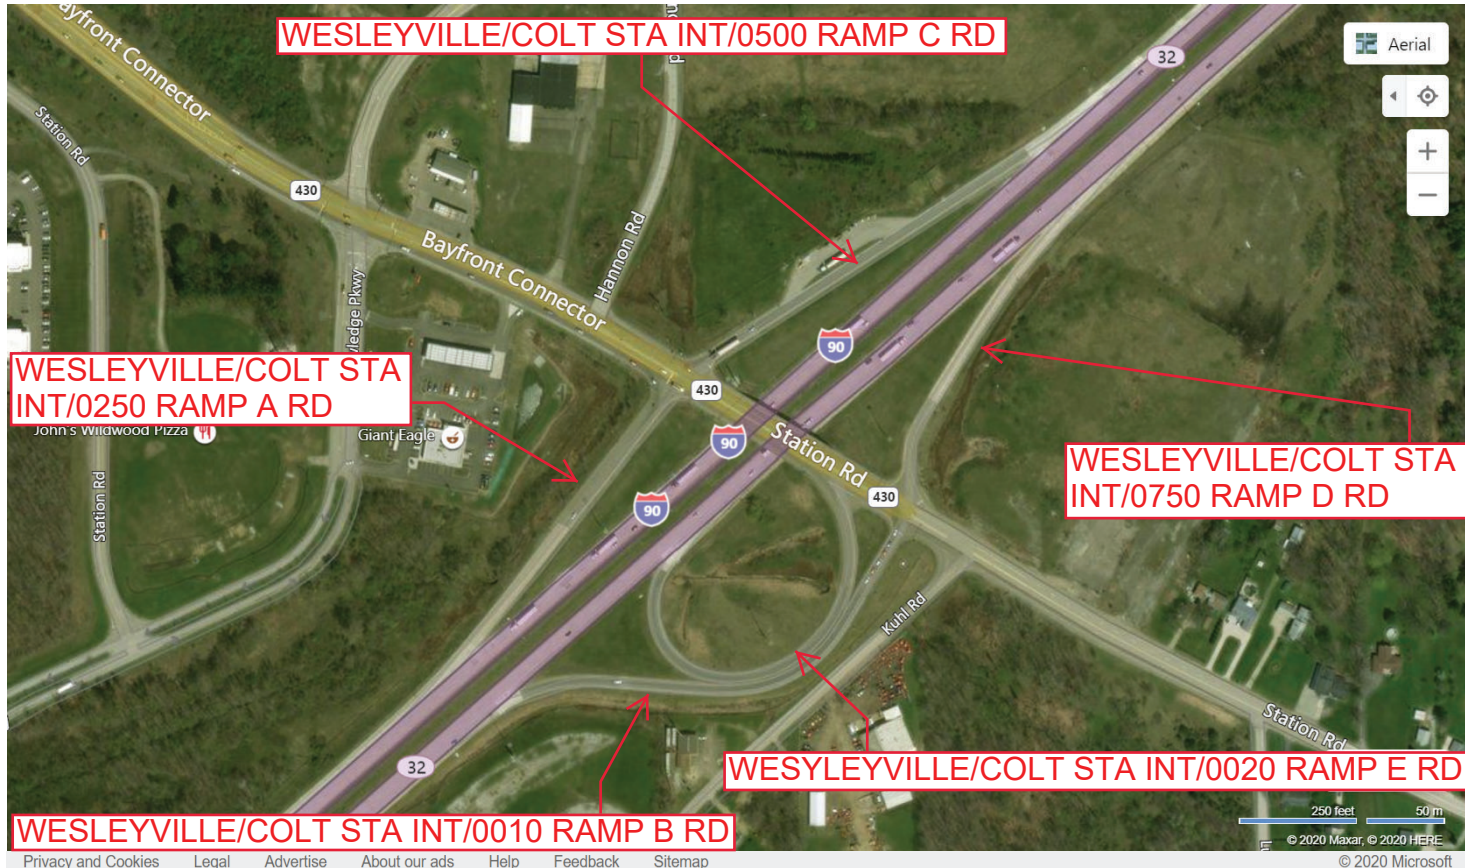 ayfront Connector
WESLEYVILLE/COLT STA INT/0500 RAMP C RD
32
Aerial
Station Rd
430
Hannon Rd
Bayfront Connector
ledge Pkwy
90
WESLEYVILLE/COLT STA
INT/0250 RAMP A RD
430
John's Wildwood Pizza
Giant Eagle
90
Station Rd
430
WESLEYVILLE/COLT STA
INT/0750 RAMP D RD
90
Station Rd
Kuhl Rd
Station Rd
32
WESYLEYVILLE/COLT STA INT/0020 RAMP E RD
250 feet
50 m
WESLEYVILLE/COLT STA INT/0010 RAMP B RD
© 2020 Maxar, © 2020 HERE
Privacy and Cookies Legal Advertise About our ads Help Feedback Sitemap
© 2020 Microsoft